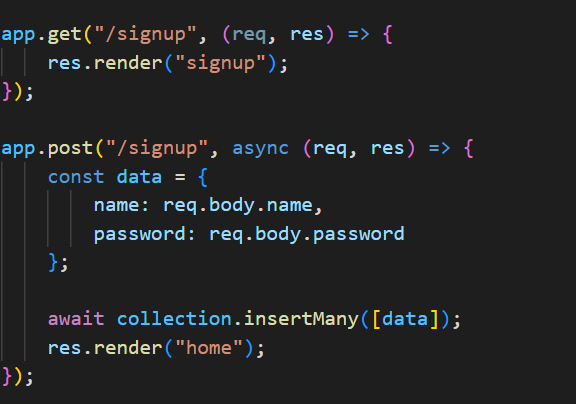 app.get("/signup", (req, res) => {
    res.render("signup");
});

app.post("/signup", async (req, res) => {
    const data = {
        name: req.body.name,
        password: req.body.password
    };

    await collection.insertMany([data]);
    res.render("home");
});